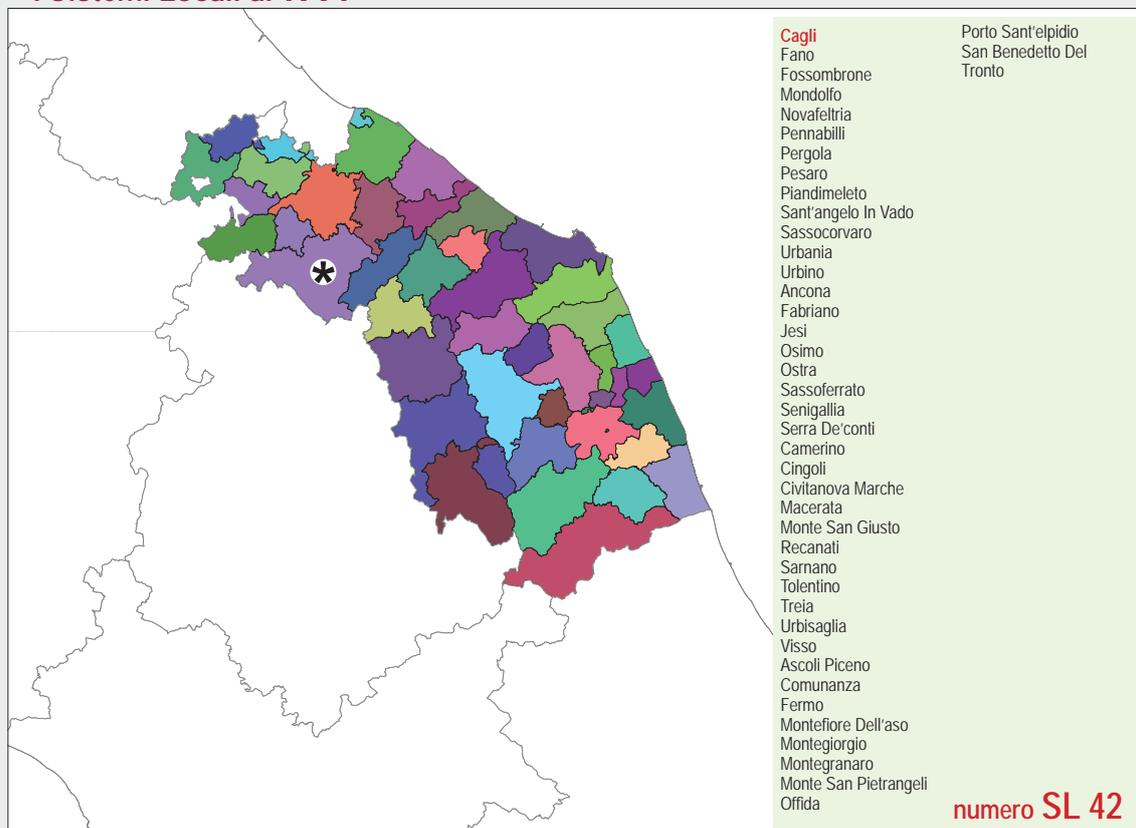 Cagli
Fano
Fossombrone
Mondolfo
Novafeltria
Pennabilli
Pergola
Pesaro
Piandimeleto
Sant'angelo In Vado
Sassocorvaro
Urbania
Urbino
Ancona
Fabriano
Jesi
Osimo
Ostra
Sassoferrato
Senigallia
Serra De'conti
Camerino
Cingoli
Civitanova Marche
Macerata
Monte San Giusto
Recanati
Sarnano
Tolentino
Treia
Urbisaglia
Visso
Ascoli Piceno
Comunanza
Fermo
Montefiore Dell'aso
Montegiorgio
Montegranaro
Monte San Pietrangeli
Offida
Porto Sant'elpidio
San Benedetto Del
Tronto
*
numero SL 42